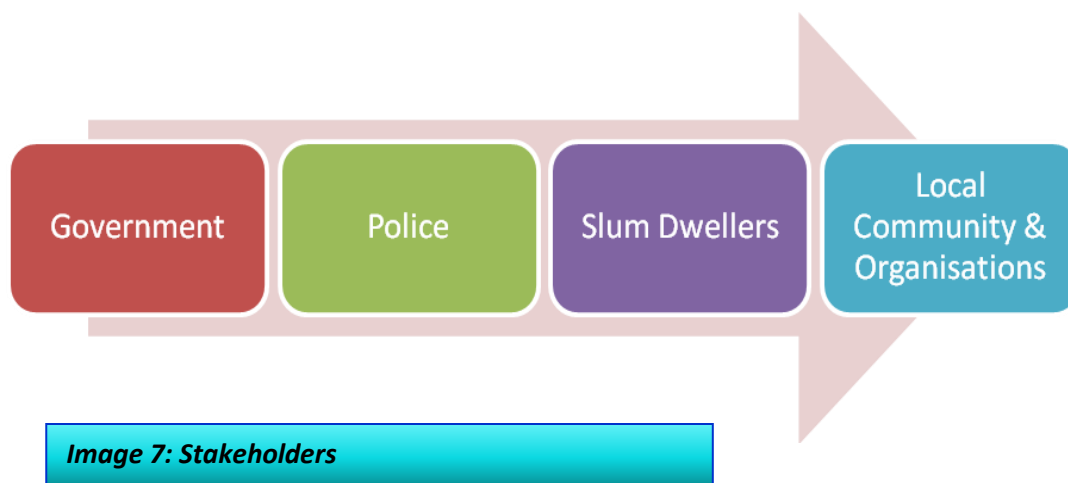 Government
Police
Slum Dwellers
Local
Community &
Organisations
Image 7: Stakeholders